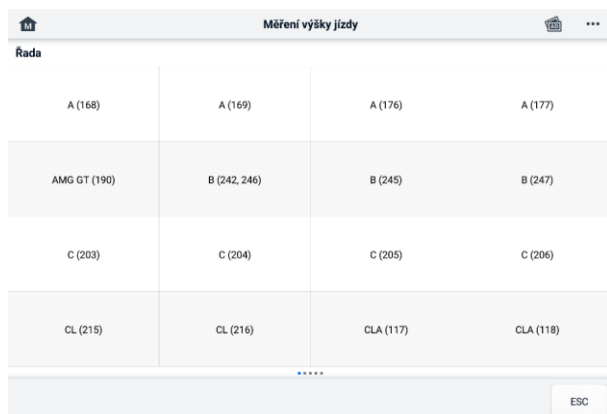 M
Měření výšky jízdy
AD
Řada
A (168)
A (169)
A (176)
A (177)
AMG GT (190)
B (242, 246)
B (245)
B (247)
C (203)
C (204)
C (205)
C (206)
CL (215)
CL (216)
CLA (117)
CLA (118)
ESC